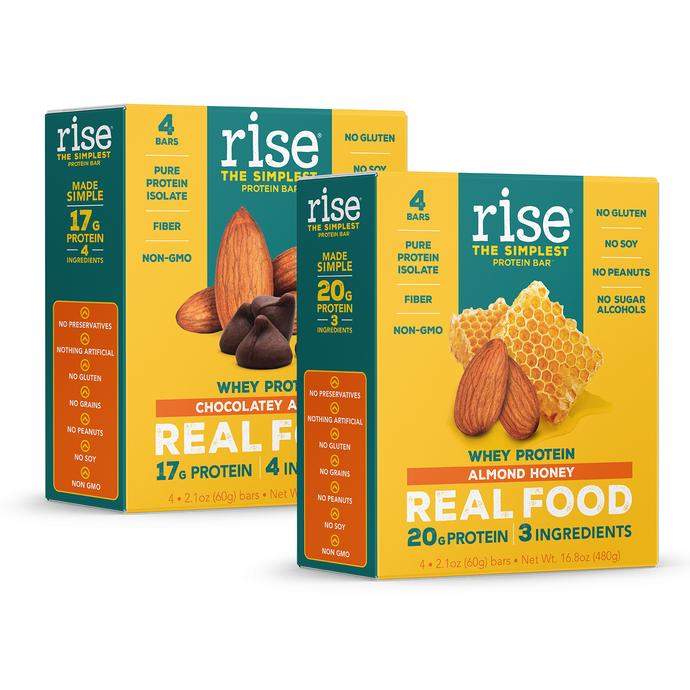 rise®
THE SIMPLEST
PROTEIN BAR
MADE
SIMPLE
17G
PROTEIN
4
INGREDIENTS
NO PRESERVATIVES
NOTHING ARTIFICIAL
NO GLUTEN
NO GRAINS
NO PEANUTS
NO SOY
NON GMO
4
BARS
PURE
PROTEIN
ISOLATE
FIBER
NON-GMO
rise®
THE SIMPLEST
PROTEIN BAR
NO GLUTEN
NO SOY
WHEY
CHOCOLATEY
REAL
17G PROTEIN | 4
4 • 2.1oz (60g) bars • Net
rise®
THE SIMPLEST
PROTEIN BAR
MADE
SIMPLE
20G
PROTEIN
3
INGREDIENTS
NO PRESERVATIVES
NOTHING ARTIFICIAL
NO GLUTEN
NO GRAINS
NO PEANUTS
NO SOY
NON GMO
4
BARS
PURE
PROTEIN
ISOLATE
FIBER
NON-GMO
rise®
THE SIMPLEST
PROTEIN BAR™
NO GLUTEN
NO SOY
NO PEANUTS
NO SUGAR
ALCOHOLS
WHEY PROTEIN
ALMOND HONEY
REAL FOOD
20G PROTEIN | 3 INGREDIENTS
4 • 2.1oz (60g) bars • Net Wt. 16.8oz (480g)